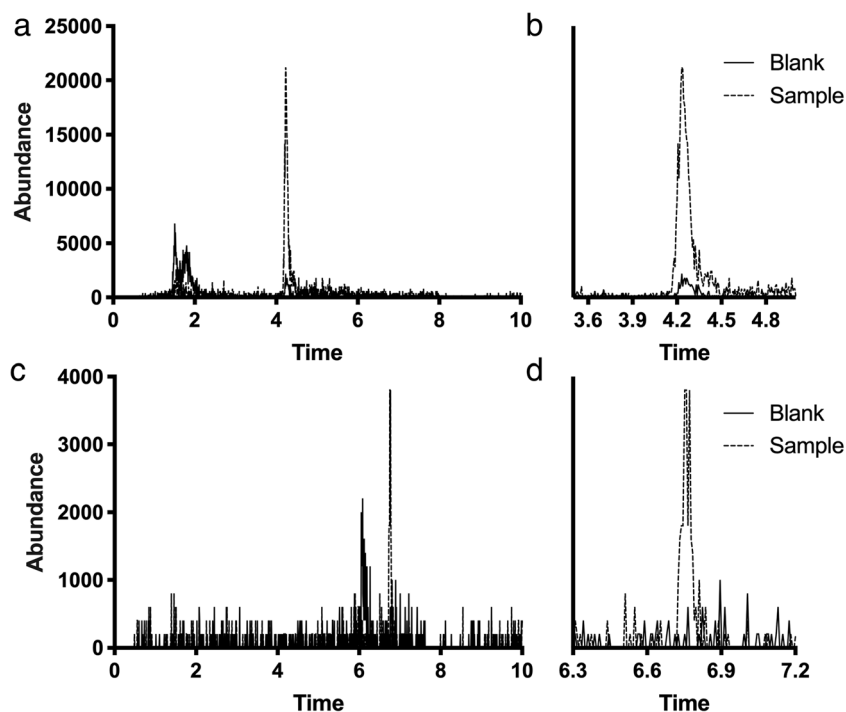 a
25000
20000
15000
10000
5000
0
Abundance
0 2 4 6 8 10
Time
b
Blank
Sample
3.6 3.9 4.2 4.5 4.8
Time
c
4000
3000
2000
1000
0
Abundance
0 2 4 6 8 10
Time
d
Blank
Sample
6.3 6.6 6.9 7.2
Time